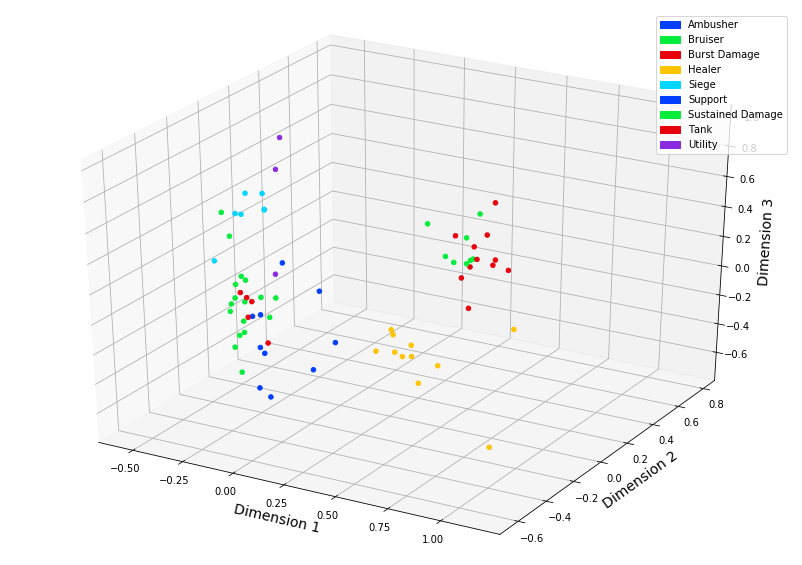 Ambusher
Bruiser
Burst Damage
Healer
Siege
Support
Sustained Damage
Tank
Utility
0.8
0.6
0.4
0.2
0.0
−0.2
−0.4
−0.6
Dimension 3
0.8
0.6
0.4
0.2
0.0
−0.2
−0.4
−0.6
Dimension 2
−0.50
−0.25
0.00
0.25
0.50
0.75
1.00
Dimension 1